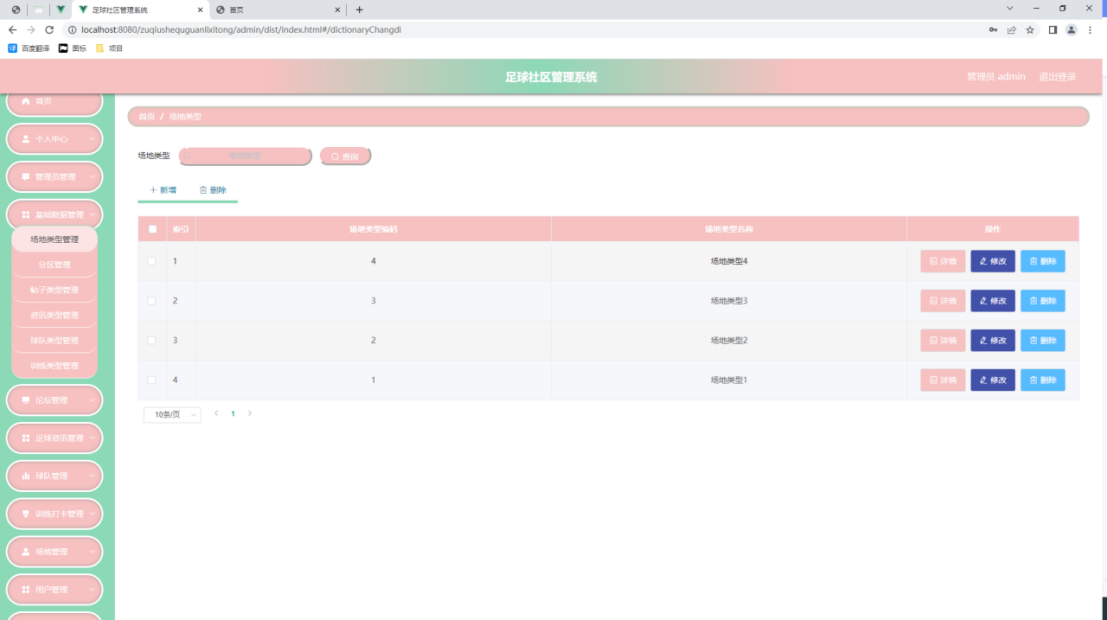 足球社区管理系统
首页
localhost:8080/zuqiushequguanlixitong/admin/dist/index.html#/dictionaryChangdi
百度翻译
图标
项目
足球社区管理系统
管理员 admin
退出登录
首页
个人中心
管理员管理
基础数据管理
场地类型管理
分区管理
帖子类型管理
资讯类型管理
球队类型管理
训练类型管理
论坛管理
足球资讯管理
球队管理
训练打卡管理
场地管理
用户管理
首页 / 场地类型
场地类型
场地类型
查询
新增
删除
索引 场地类型编码 场地类型名称 操作
1 4 场地类型4 详情 修改 删除
2 3 场地类型3 详情 修改 删除
3 2 场地类型2 详情 修改 删除
4 1 场地类型1 详情 修改 删除
10条/页
1